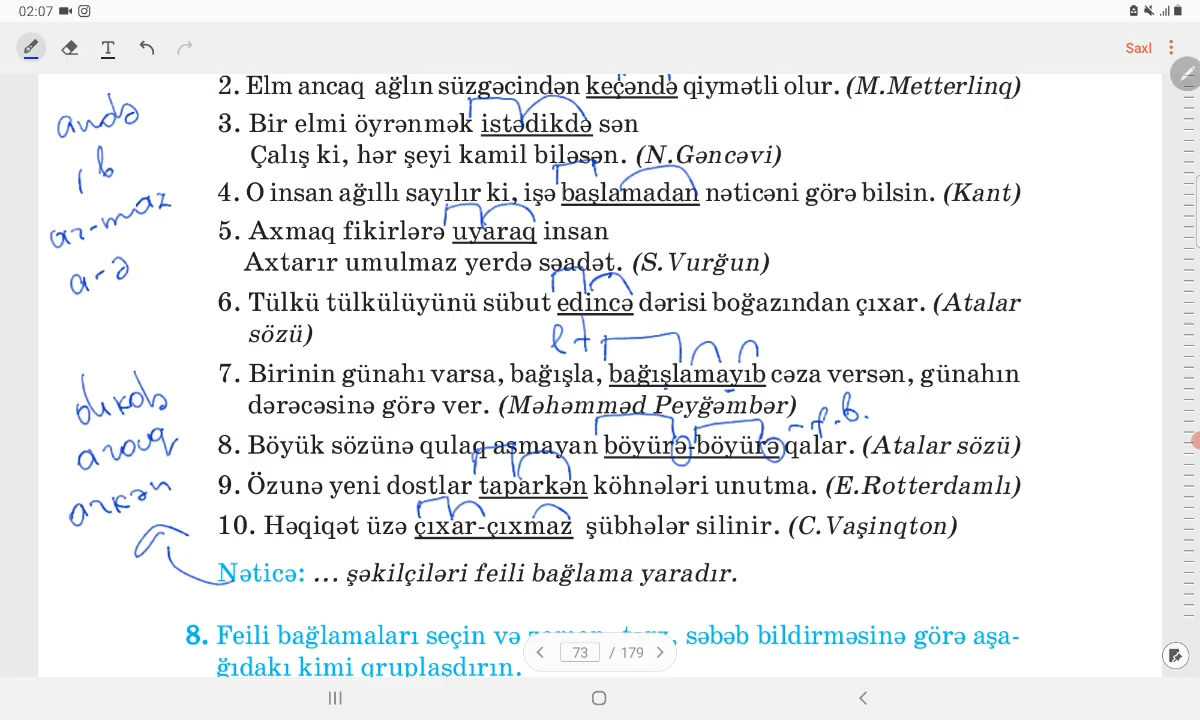 02:07
Saxl
2. Elm ancaq ağlın süzgəcindən keçəndə qiymətli olur. (M.Metterlinq)
andə
3. Bir elmi öyrənmək istədikdə sən
Çalış ki, hər şeyi kamil biləsən. (N.Gəncəvi)
ıb
4. O insan ağıllı sayılır ki, işə başlamadan nəticəni görə bilsin. (Kant)
ar-maz
5. Axmaq fikirlərə uyaraq insan
Axtarır umulmaz yerdə səadət. (S.Vurğun)
a-ə
6. Tülkü tülkülüyünü sübut edincə dərisi boğazından çıxar. (Atalar
sözü)
et
7. Birinin günahı varsa, bağışla, bağışlamayıb cəza versən, günahın
dərəcəsinə görə ver. (Məhəmməd Peyğəmbər)
dıkda
-f.b.
8. Böyük sözünə qulaq asmayan böyürə-böyürə qalar. (Atalar sözü)
araq
9. Özunə yeni dostlar taparkən köhnələri unutma. (E.Rotterdamlı)
arkən
10. Həqiqət üzə çıxar-çıxmaz şübhələr silinir. (C.Vaşinqton)
Nəticə: ... şəkilçiləri feili bağlama yaradır.
8. Feili bağlamaları seçin və zaman, tərz, səbəb bildirməsinə görə aşa-
ğıdakı kimi qruplaşdırın.
73 / 179